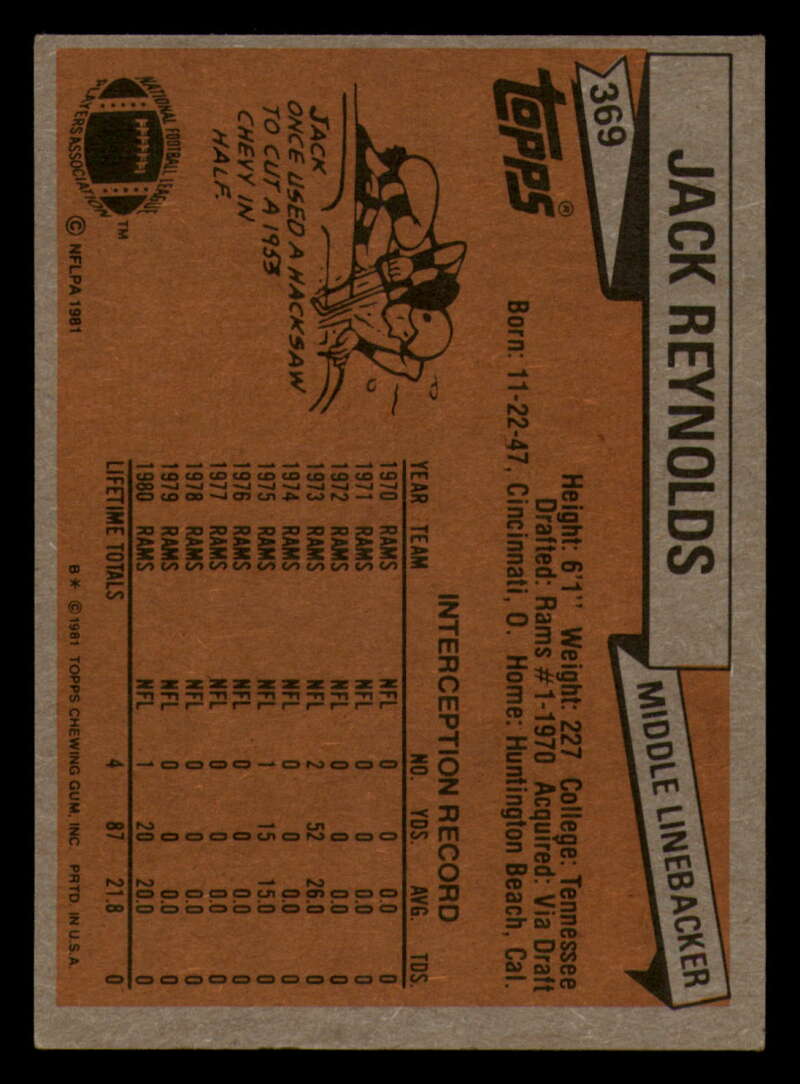 369
JACK REYNOLDS
MIDDLE LINEBACKER
topps®
Height: 6'1" Weight: 227 College: Tennessee
Drafted: Rams #1-1970 Acquired: Via Draft
Born: 11-22-47, Cincinnati, O. Home: Huntington Beach, Cal.
JACK
ONCE USED A HACKSAW
TO CUT A 1953
CHEVY IN
HALF.
INTERCEPTION RECORD
YEAR TEAM NO. YDS. AVG. TDS.
1970 RAMS NFL 0 0 0.0 0
1971 RAMS NFL 0 0 0.0 0
1972 RAMS NFL 0 0 0.0 0
1973 RAMS NFL 2 52 26.0 0
1974 RAMS NFL 0 0 0.0 0
1975 RAMS NFL 1 15 15.0 0
1976 RAMS NFL 0 0 0.0 0
1977 RAMS NFL 0 0 0.0 0
1978 RAMS NFL 0 0 0.0 0
1979 RAMS NFL 0 0 0.0 0
1980 RAMS NFL 1 20 20.0 0
LIFETIME TOTALS 4 87 21.8 0
NATIONAL FOOTBALL LEAGUE
PLAYERS ASSOCIATION
™
© NFLPA 1981
B* © 1981 TOPPS CHEWING GUM, INC. PRTD. IN U.S.A.